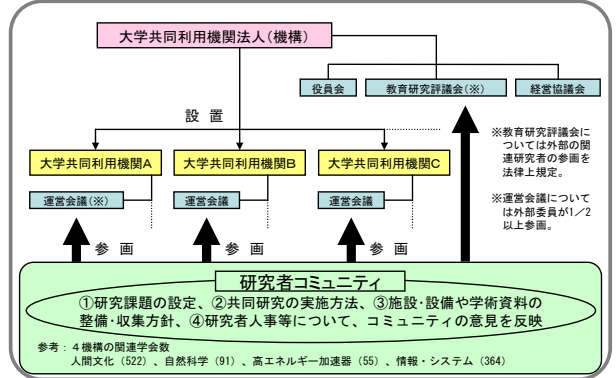 大学共同利用機関法人(機構)
役員会
教育研究評議会(※)
経営協議会
設 置
大学共同利用機関A
大学共同利用機関B
大学共同利用機関C
※教育研究評議会に
ついては外部の関
連研究者の参画を
法律上規定。
運営会議(※)
運営会議
運営会議
※運営会議について
は外部委員が1/2
以上参画。
参 画
参 画
参 画
研究者コミュニティ
①研究課題の設定、②共同研究の実施方法、③施設・設備や学術資料の
整備・収集方針、④研究者人事等について、コミュニティの意見を反映
参考：４機構の関連学会数
人間文化（522）、自然科学（91）、高エネルギー加速器（55）、情報・システム（364）